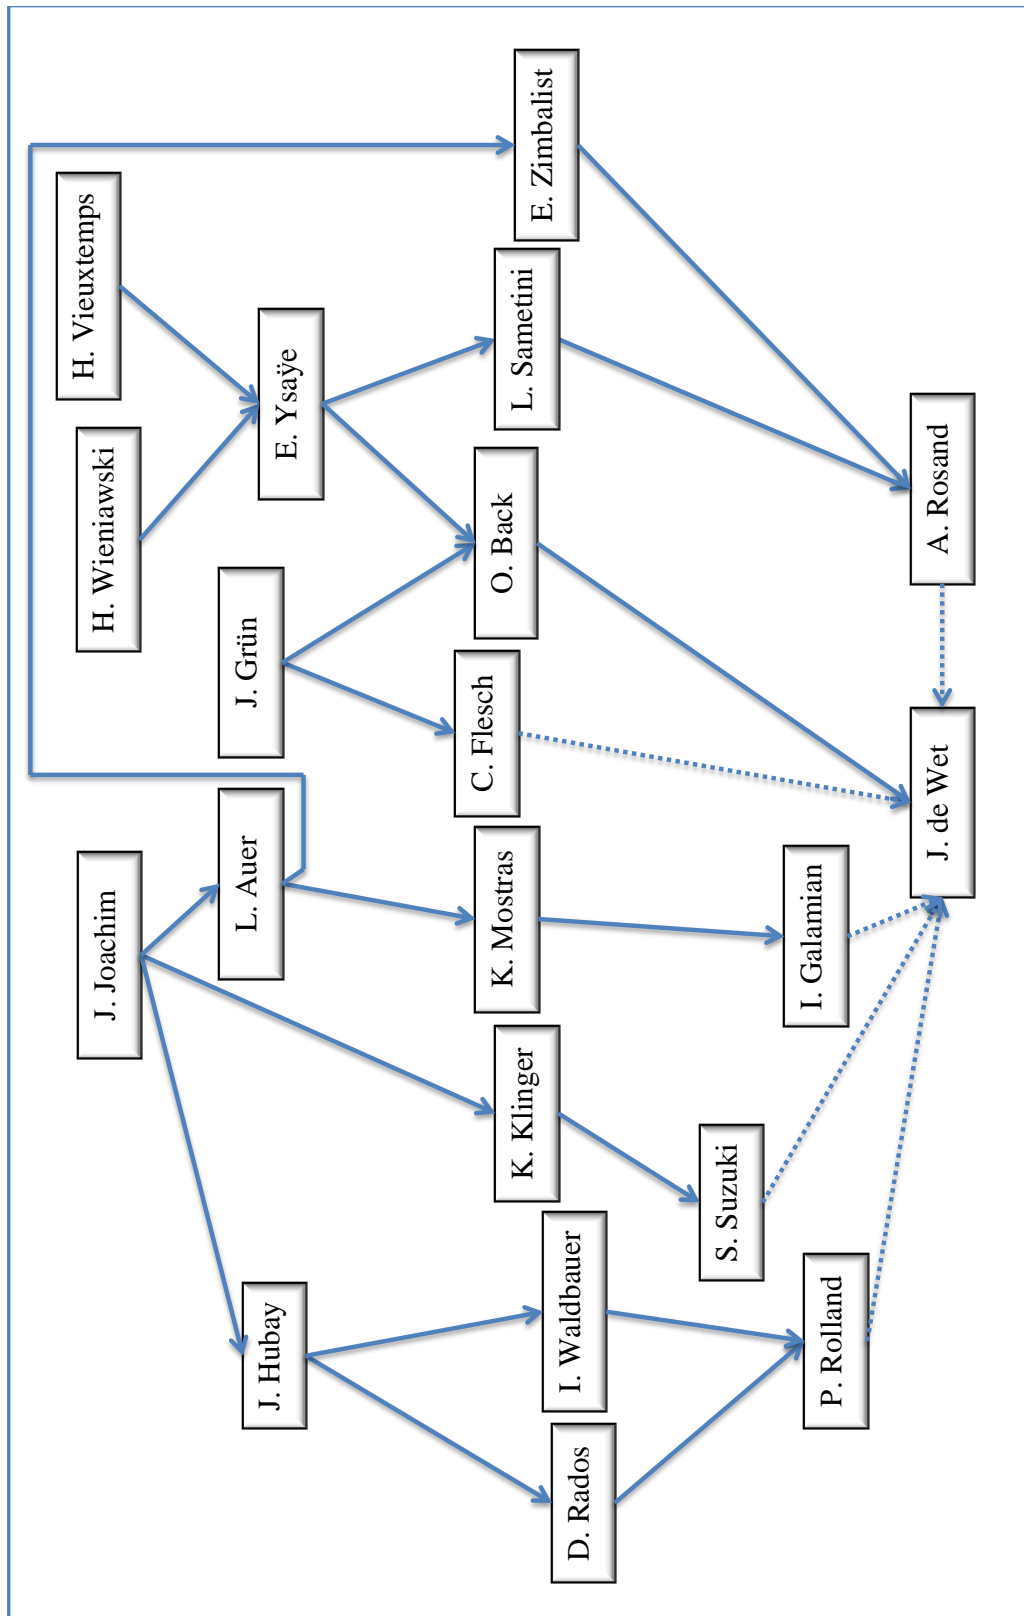 H. Vieuxtemps
H. Wieniawski
J. Joachim
E. Ysaÿe
J. Grün
L. Auer
J. Hubay
E. Zimbalist
L. Sametini
O. Back
C. Flesch
K. Mostras
K. Klinger
I. Waldbauer
D. Rados
S. Suzuki
I. Galamian
P. Rolland
A. Rosand
J. de Wet